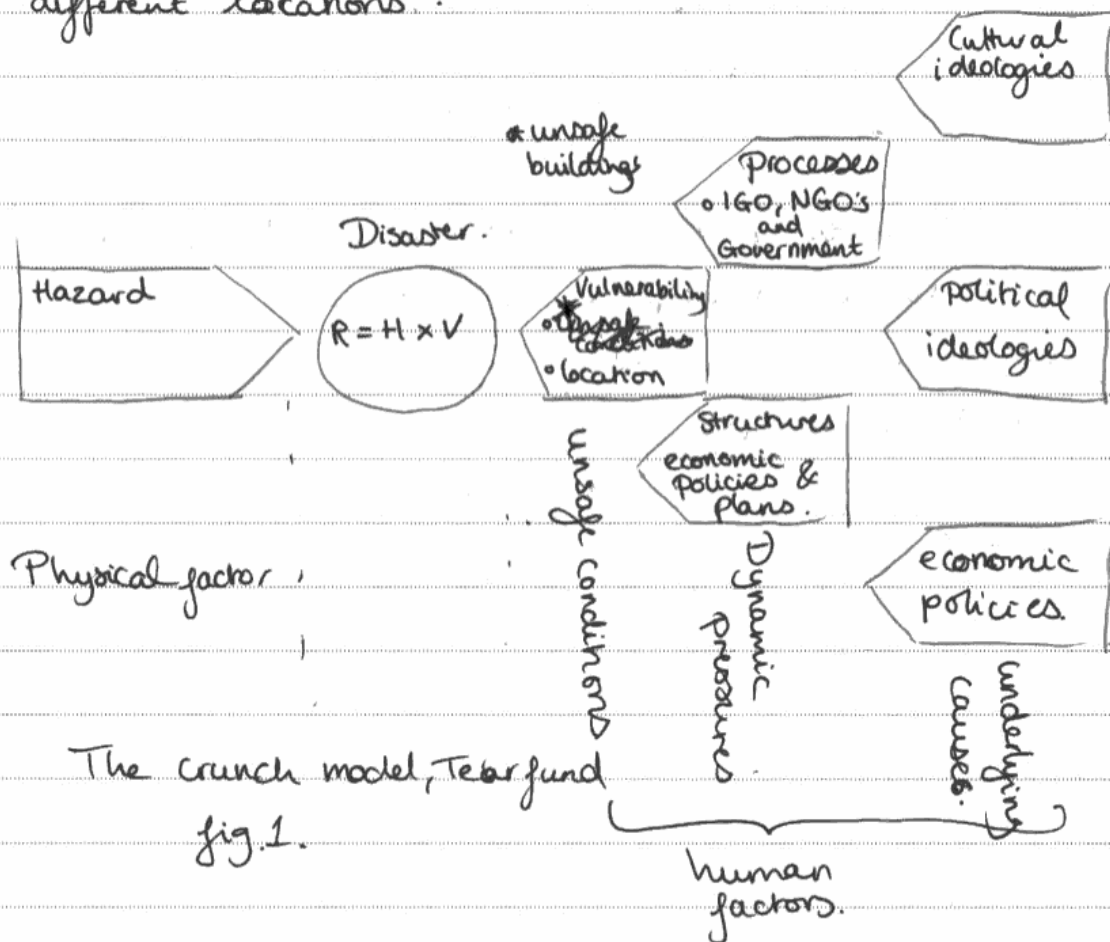 different locations.
Cultural
ideologies
* unsafe
buildings
Processes
• IGO, NGO's
and
Government
Disaster.
Hazard
R = H x V
Vulnerability
• location
political
ideologies
Structures
economic
policies &
plans.
unsafe conditions
Dynamic
pressures
Physical factor
economic
policies.
underlying
causes.
The crunch model, Tearfund
fig.1.
human
factors.